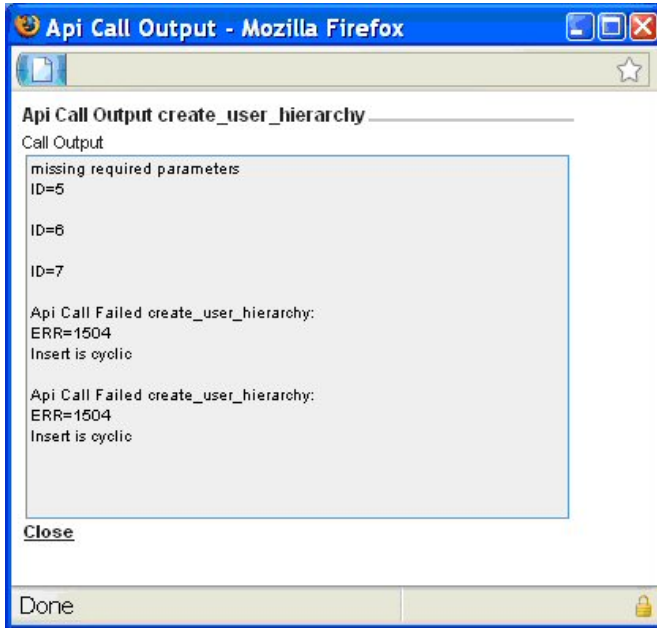 Api Call Output - Mozilla Firefox
Api Call Output create_user_hierarchy
Call Output
missing required parameters
ID=5
ID=6
ID=7
Api Call Failed create_user_hierarchy:
ERR=1504
Insert is cyclic
Api Call Failed create_user_hierarchy:
ERR=1504
Insert is cyclic
Close
Done